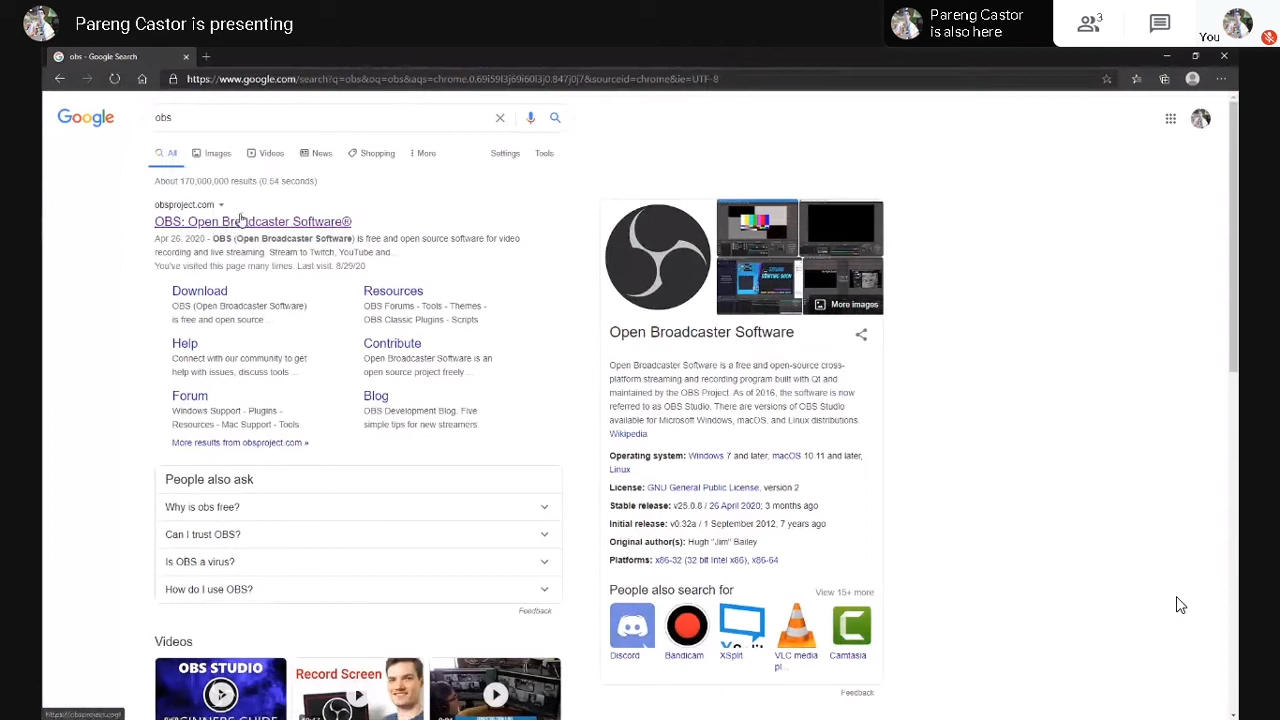 Pareng Castor is presenting
Pareng Castor
is also here
3
You
obs - Google Search
https://www.google.com/search?q=obs&oq=obs&aqs=chrome.0.69i59l3j69i60l3j0.847j0j7&sourceid=chrome&ie=UTF-8
Google
obs
All
Images
Videos
News
Shopping
More
Settings
Tools
About 170,000,000 results (0.54 seconds)
obsproject.com
OBS: Open Broadcaster Software®
Apr 26, 2020 - OBS (Open Broadcaster Software) is free and open source software for video
recording and live streaming. Stream to Twitch, YouTube and...
You've visited this page many times. Last visit: 8/29/20
Download
OBS (Open Broadcaster Software)
is free and open source ...
Resources
OBS Forums - Tools - Themes -
OBS Classic Plugins - Scripts
Help
Connect with our community to get
help with issues, discuss tools ...
Contribute
Open Broadcaster Software is an
open source project freely ...
Forum
Windows Support - Plugins -
Resources - Mac Support - Tools
Blog
OBS Development Blog. Five
simple tips for new streamers.
More results from obsproject.com »
People also ask
Why is obs free?
Can I trust OBS?
Is OBS a virus?
How do I use OBS?
Feedback
Videos
OBS STUDIO
Record Screen
https://obsproject.com
More images
Open Broadcaster Software
Open Broadcaster Software is a free and open-source cross-
platform streaming and recording program built with Qt and
maintained by the OBS Project. As of 2016, the software is now
referred to as OBS Studio. There are versions of OBS Studio
available for Microsoft Windows, macOS, and Linux distributions.
Wikipedia
Operating system: Windows 7 and later, macOS 10.11 and later,
Linux
License: GNU General Public License, version 2
Stable release: v25.0.8 / 26 April 2020; 3 months ago
Initial release: v0.32a / 1 September 2012; 7 years ago
Original author(s): Hugh "Jim" Bailey
Platforms: x86-32 (32 bit Intel x86), x86-64
People also search for
View 15+ more
XSplit
Discord
Bandicam
XSplit
VLC media
pl...
Camtasia
Feedback